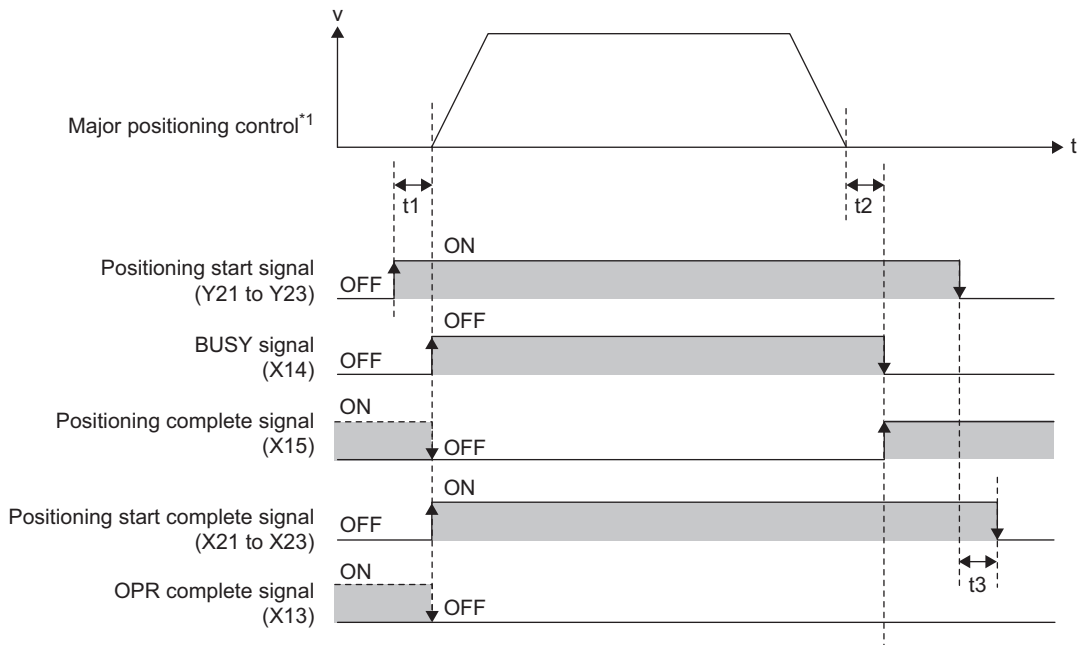 v
Major positioning control*1
t
t1
t2
ON
Positioning start signal
(Y21 to Y23)
OFF
OFF
BUSY signal
(X14)
OFF
ON
Positioning complete signal
(X15)
OFF
ON
Positioning start complete signal
(X21 to X23)
OFF
t3
ON
OPR complete signal
(X13)
OFF